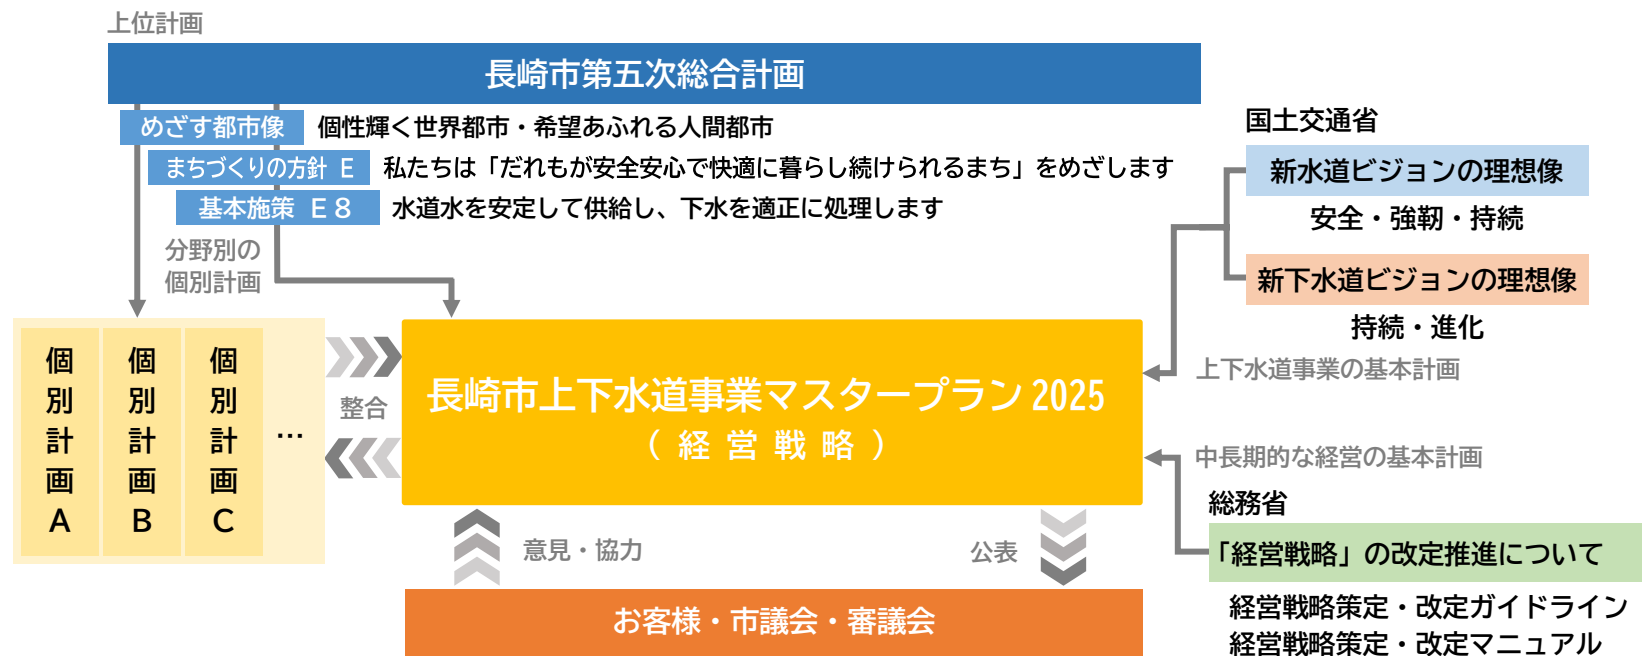 上位計画
長崎市第五次総合計画
めざす都市像 個性輝く世界都市・希望あふれる人間都市
まちづくりの方針 E 私たちは「だれもが安全安心で快適に暮らし続けられるまち」をめざします
基本施策 E8 水道水を安定して供給し、下水を適正に処理します
分野別の
個別計画
個別計画A
個別計画B
個別計画C
…
整合
長崎市上下水道事業マスタープラン2025
(経営戦略)
国土交通省
新水道ビジョンの理想像
安全・強靭・持続
新下水道ビジョンの理想像
持続・進化
上下水道事業の基本計画
中長期的な経営の基本計画
総務省
「経営戦略」の改定推進について
経営戦略策定・改定ガイドライン
経営戦略策定・改定マニュアル
意見・協力
公表
お客様・市議会・審議会